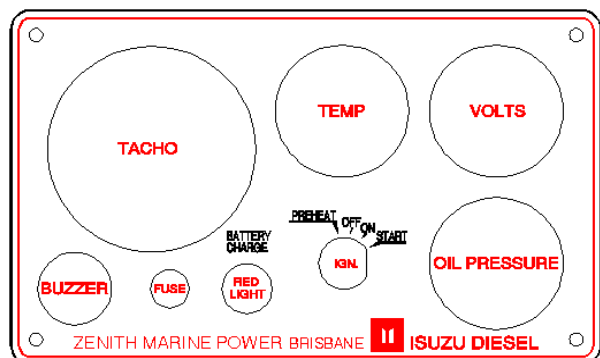 TEMP
VOLTS
TACHO
PREHEAT
OFF
ON
START
BATTERY
CHARGE
IGN.
OIL PRESSURE
BUZZER
FUSE
RED
LIGHT
ZENITH MARINE POWER BRISBANE ISUZU DIESEL